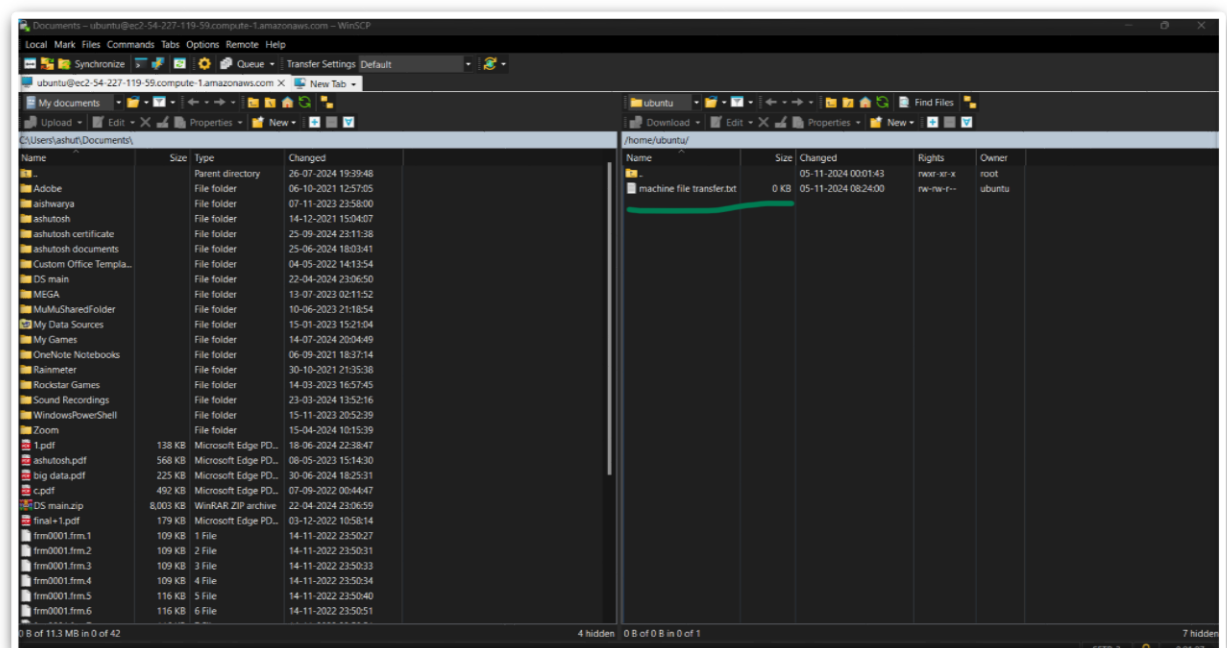 Documents – ubuntu@ec2-54-227-119-59.compute-1.amazonaws.com – WinSCP
Local Mark Files Commands Tabs Options Remote Help
Synchronize Queue Transfer Settings Default
ubuntu@ec2-54-227-119-59.compute-1.amazonaws.com X New Tab
My documents
Upload Edit Properties New
C:\Users\ashut\Documents\
Name Size Type Changed
.. Parent directory 26-07-2024 19:39:48
Adobe File folder 06-10-2021 12:57:05
aishwarya File folder 07-11-2023 23:58:00
ashutosh File folder 14-12-2021 15:04:07
ashutosh certificate File folder 25-09-2024 23:11:38
ashutosh documents File folder 25-06-2024 18:03:41
Custom Office Templa... File folder 04-05-2022 14:13:54
DS main File folder 22-04-2024 23:06:50
MEGA File folder 13-07-2023 02:11:52
MuMuSharedFolder File folder 10-06-2023 21:18:54
My Data Sources File folder 15-01-2023 15:21:04
My Games File folder 14-07-2024 20:04:49
OneNote Notebooks File folder 06-09-2021 18:37:14
Rainmeter File folder 30-10-2021 21:35:38
Rockstar Games File folder 14-03-2023 16:57:45
Sound Recordings File folder 23-03-2024 13:52:16
WindowsPowerShell File folder 15-11-2023 20:52:39
Zoom File folder 15-04-2024 10:15:39
1.pdf 138 KB Microsoft Edge PD... 18-06-2024 22:38:47
ashutosh.pdf 568 KB Microsoft Edge PD... 08-05-2023 15:14:30
big data.pdf 225 KB Microsoft Edge PD... 30-06-2024 18:25:31
c.pdf 492 KB Microsoft Edge PD... 07-09-2022 00:44:47
DS main.zip 8,003 KB WinRAR ZIP archive 22-04-2024 23:06:59
final+1.pdf 179 KB Microsoft Edge PD... 03-12-2022 10:58:14
frm0001.frm.1 109 KB 1 File 14-11-2022 23:50:27
frm0001.frm.2 109 KB 2 File 14-11-2022 23:50:31
frm0001.frm.3 109 KB 3 File 14-11-2022 23:50:33
frm0001.frm.4 109 KB 4 File 14-11-2022 23:50:34
frm0001.frm.5 116 KB 5 File 14-11-2022 23:50:40
frm0001.frm.6 116 KB 6 File 14-11-2022 23:50:51
0 B of 11.3 MB in 0 of 42 4 hidden
ubuntu Find Files
Download Edit Properties New
/home/ubuntu/
Name Size Changed Rights Owner
.. 05-11-2024 00:01:43 rwxr-xr-x root
machine file transfer.txt 0 KB 05-11-2024 08:24:00 rw-rw-r-- ubuntu
0 B of 0 B in 0 of 1 7 hidden